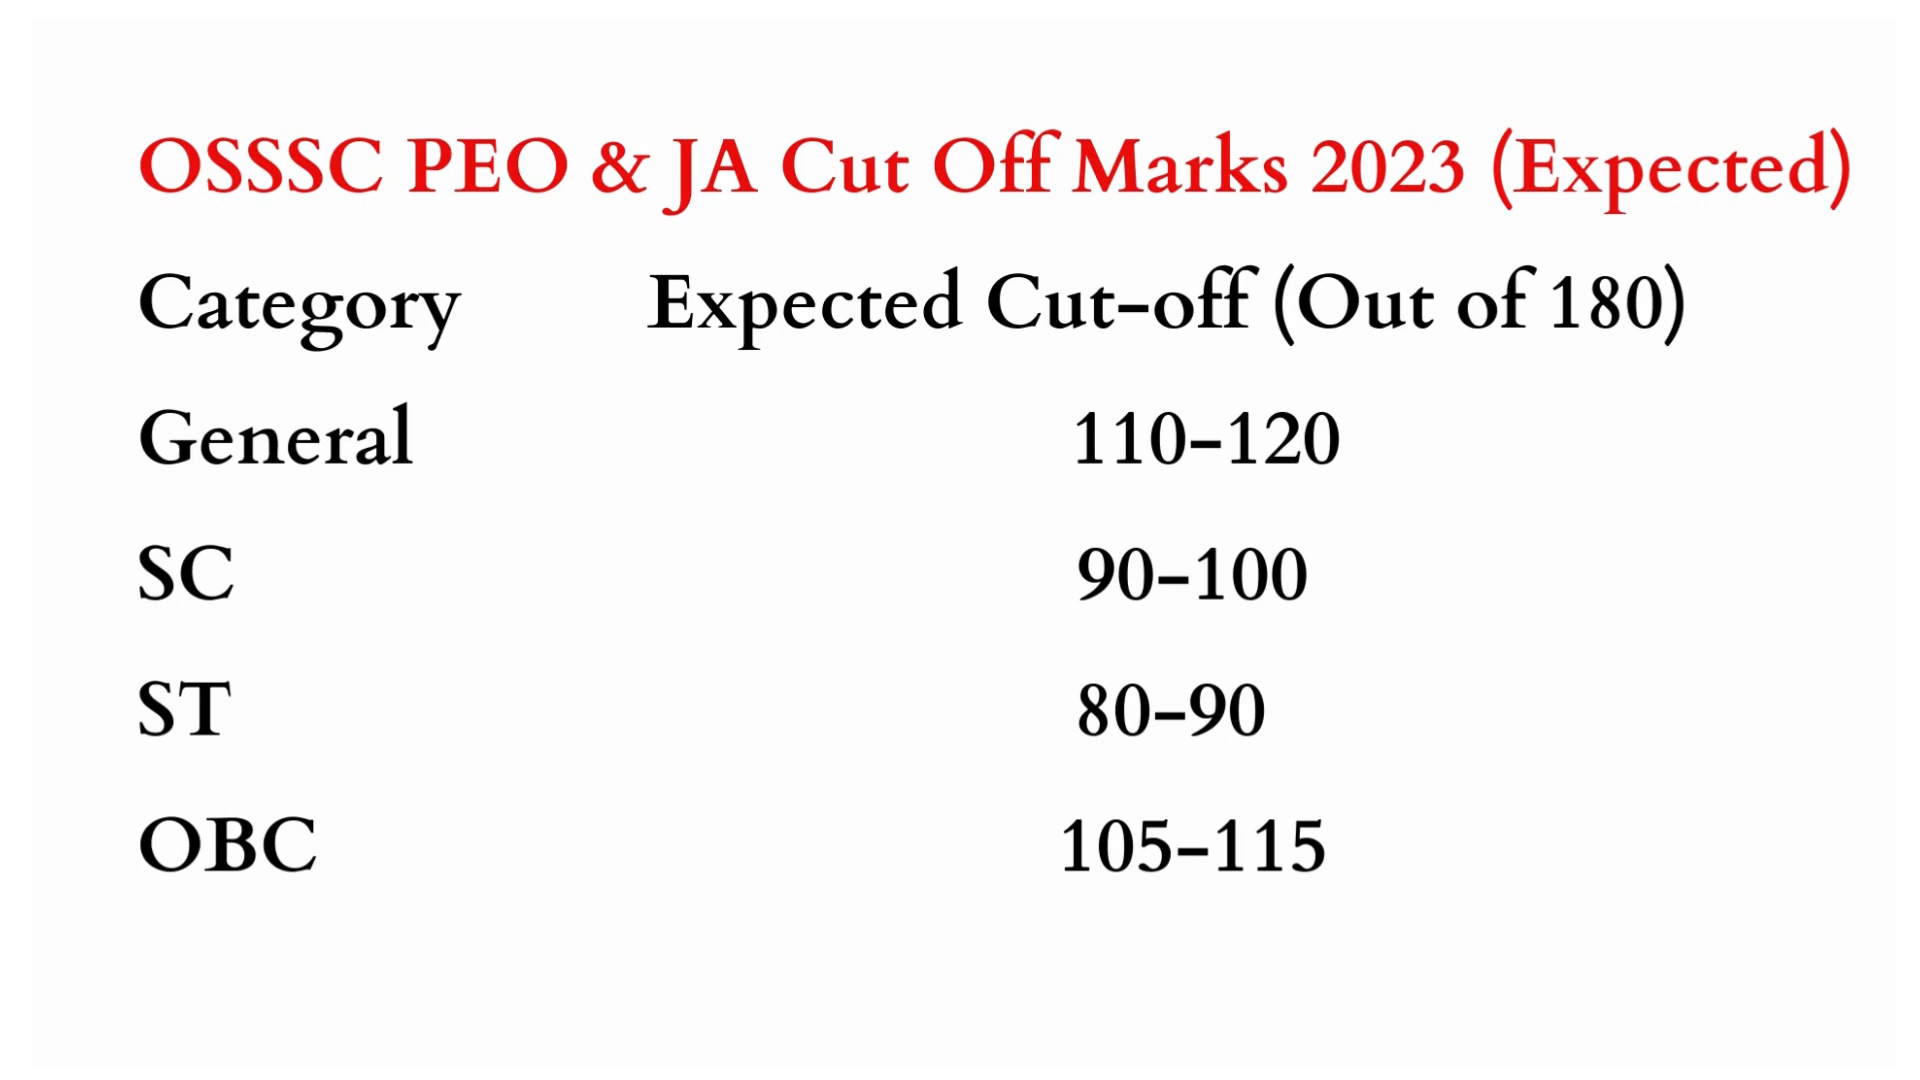 OSSSC PEO & JA Cut Off Marks 2023 (Expected)
Category Expected Cut-off (Out of 180)
General 110-120
SC 90-100
ST 80-90
OBC 105-115